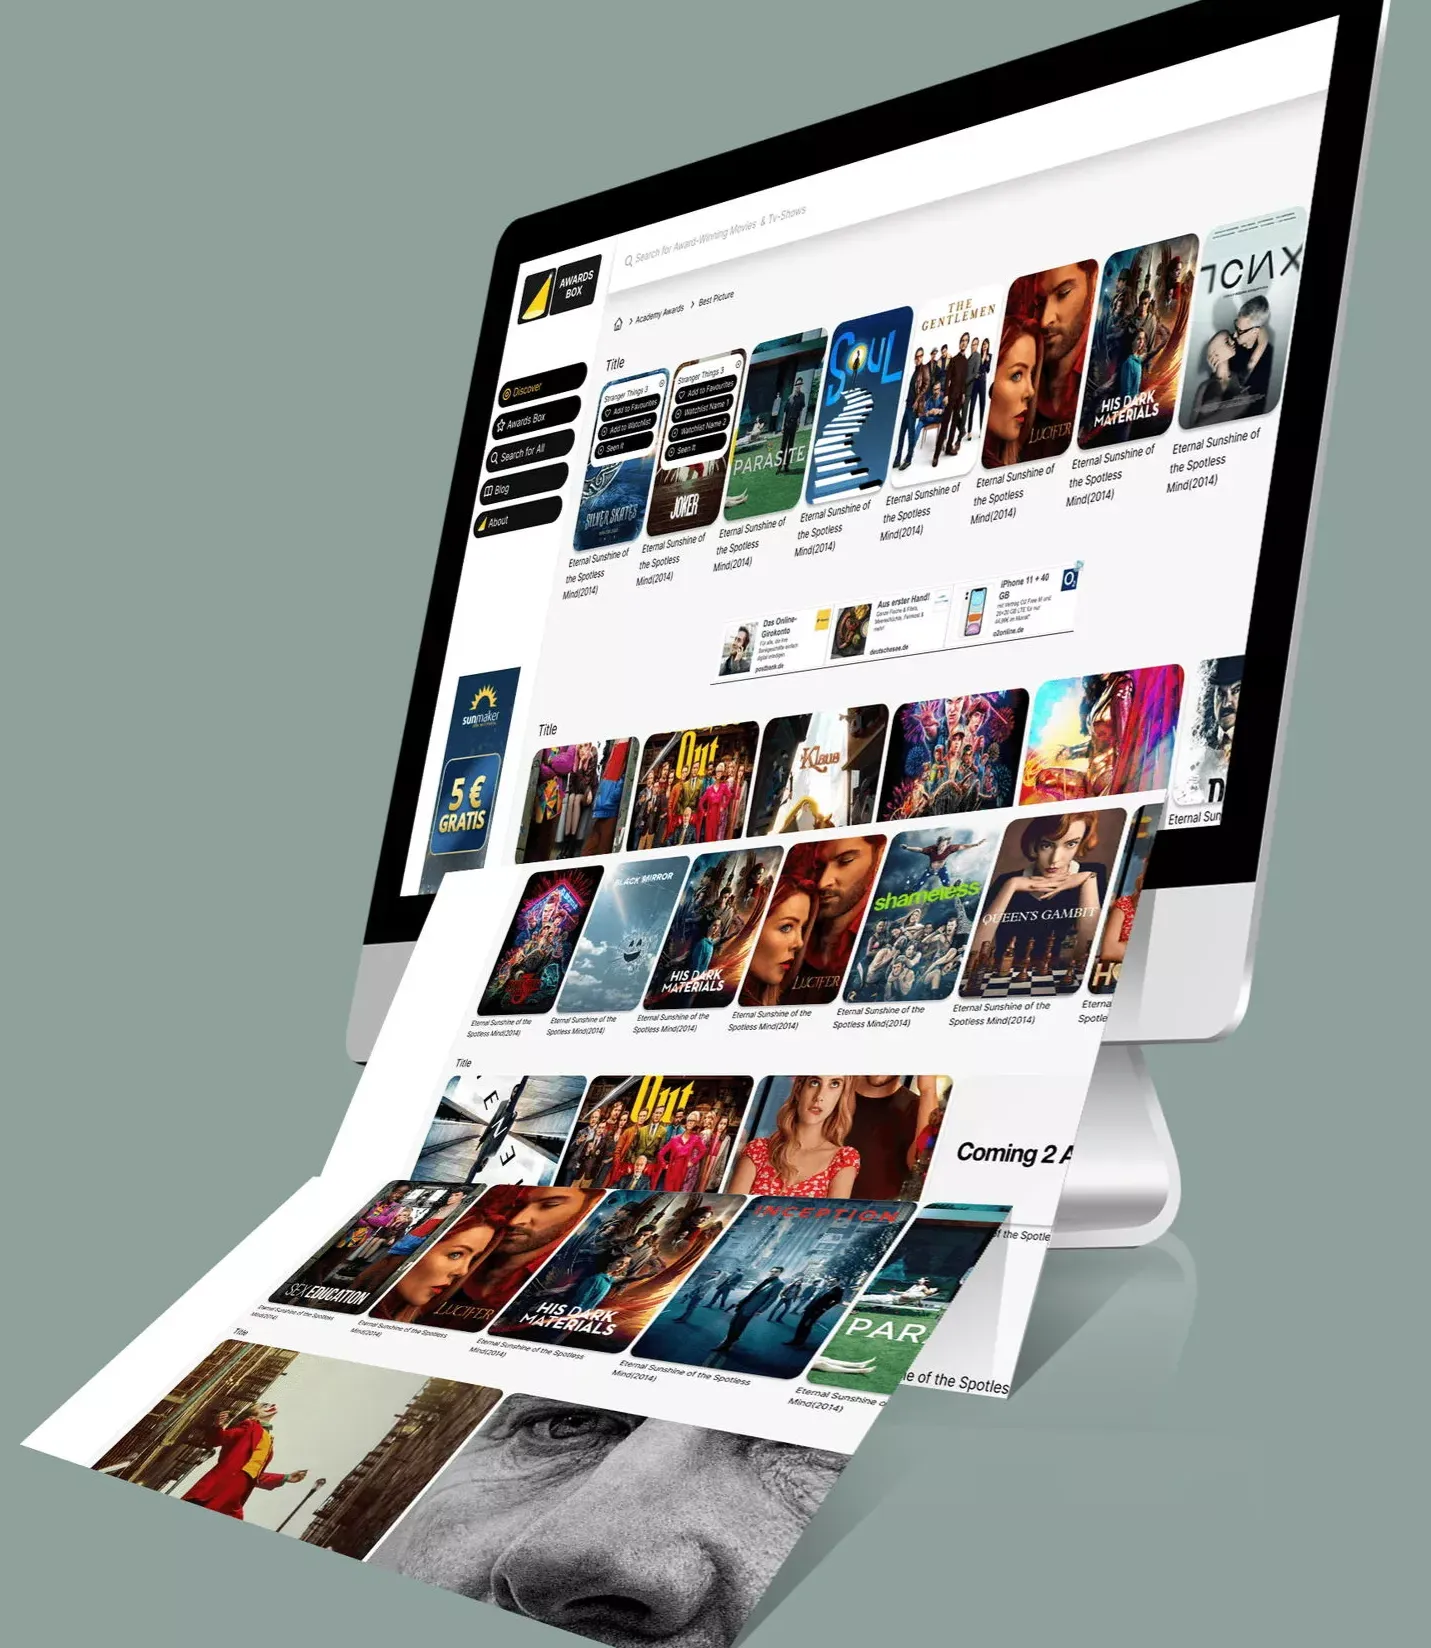 Search for Award-Winning Movies & Tv-Shows
AWARDS
BOX
Academy Awards > Best Picture
Discover
Awards Box
Search for All
Blog
About
Title
Stranger Things 3
Add to Favourites
Add to Watchlist
Seen it
SILVER SKATES
Stranger Things 3
Add to Favourites
Watchlist Name 1
Watchlist Name 2
Seen it
JOKER
PARASITE
SOUL
THE
GENTLEMEN
LUCIFER
HIS DARK
MATERIALS
Eternal Sunshine of
the Spotless
Mind(2014)
Eternal Sunshine of
the Spotless
Mind(2014)
Eternal Sunshine of
the Spotless
Mind(2014)
Eternal Sunshine of
the Spotless
Mind(2014)
Eternal Sunshine of
the Spotless
Mind(2014)
Eternal Sunshine of
the Spotless
Mind(2014)
Eternal Sunshine of
the Spotless
Mind(2014)
Eternal Sunshine of
the Spotless
Mind(2014)
Das Online-
Girokonto
postbank.de
Aus erster Hand!
deutschesee.de
iPhone 11 + 40
GB
o2online.de
O2
sunmaker
5 €
GRATIS
Title
Out
Klaus
Eternal Sun
BLACK MIRROR
HIS DARK
MATERIALS
LUCIFER
shameless
QUEEN'S GAMBIT
Eternal Sunshine of the
Spotless Mind(2014)
Eternal Sunshine of the
Spotless Mind(2014)
Eternal Sunshine of the
Spotless Mind(2014)
Eternal Sunshine of the
Spotless Mind(2014)
Eternal Sunshine of the
Spotless Mind(2014)
Eternal Sunshine of the
Spotless Mind(2014)
Eterna
Spotle
Title
Out
Coming 2 A
of the Spotle
SEX EDUCATION
LUCIFER
HIS DARK
MATERIALS
INCEPTION
PAR
Eternal Sunshine of the Spotless
Mind(2014)
Eternal Sunshine of the Spotless
Mind(2014)
Eternal Sunshine of the Spotless
Mind(2014)
Eternal Sunshine of the Spotless
Mind(2014)
Eternal Sunshine o
Mind(2014)
e of the Spotles
Title